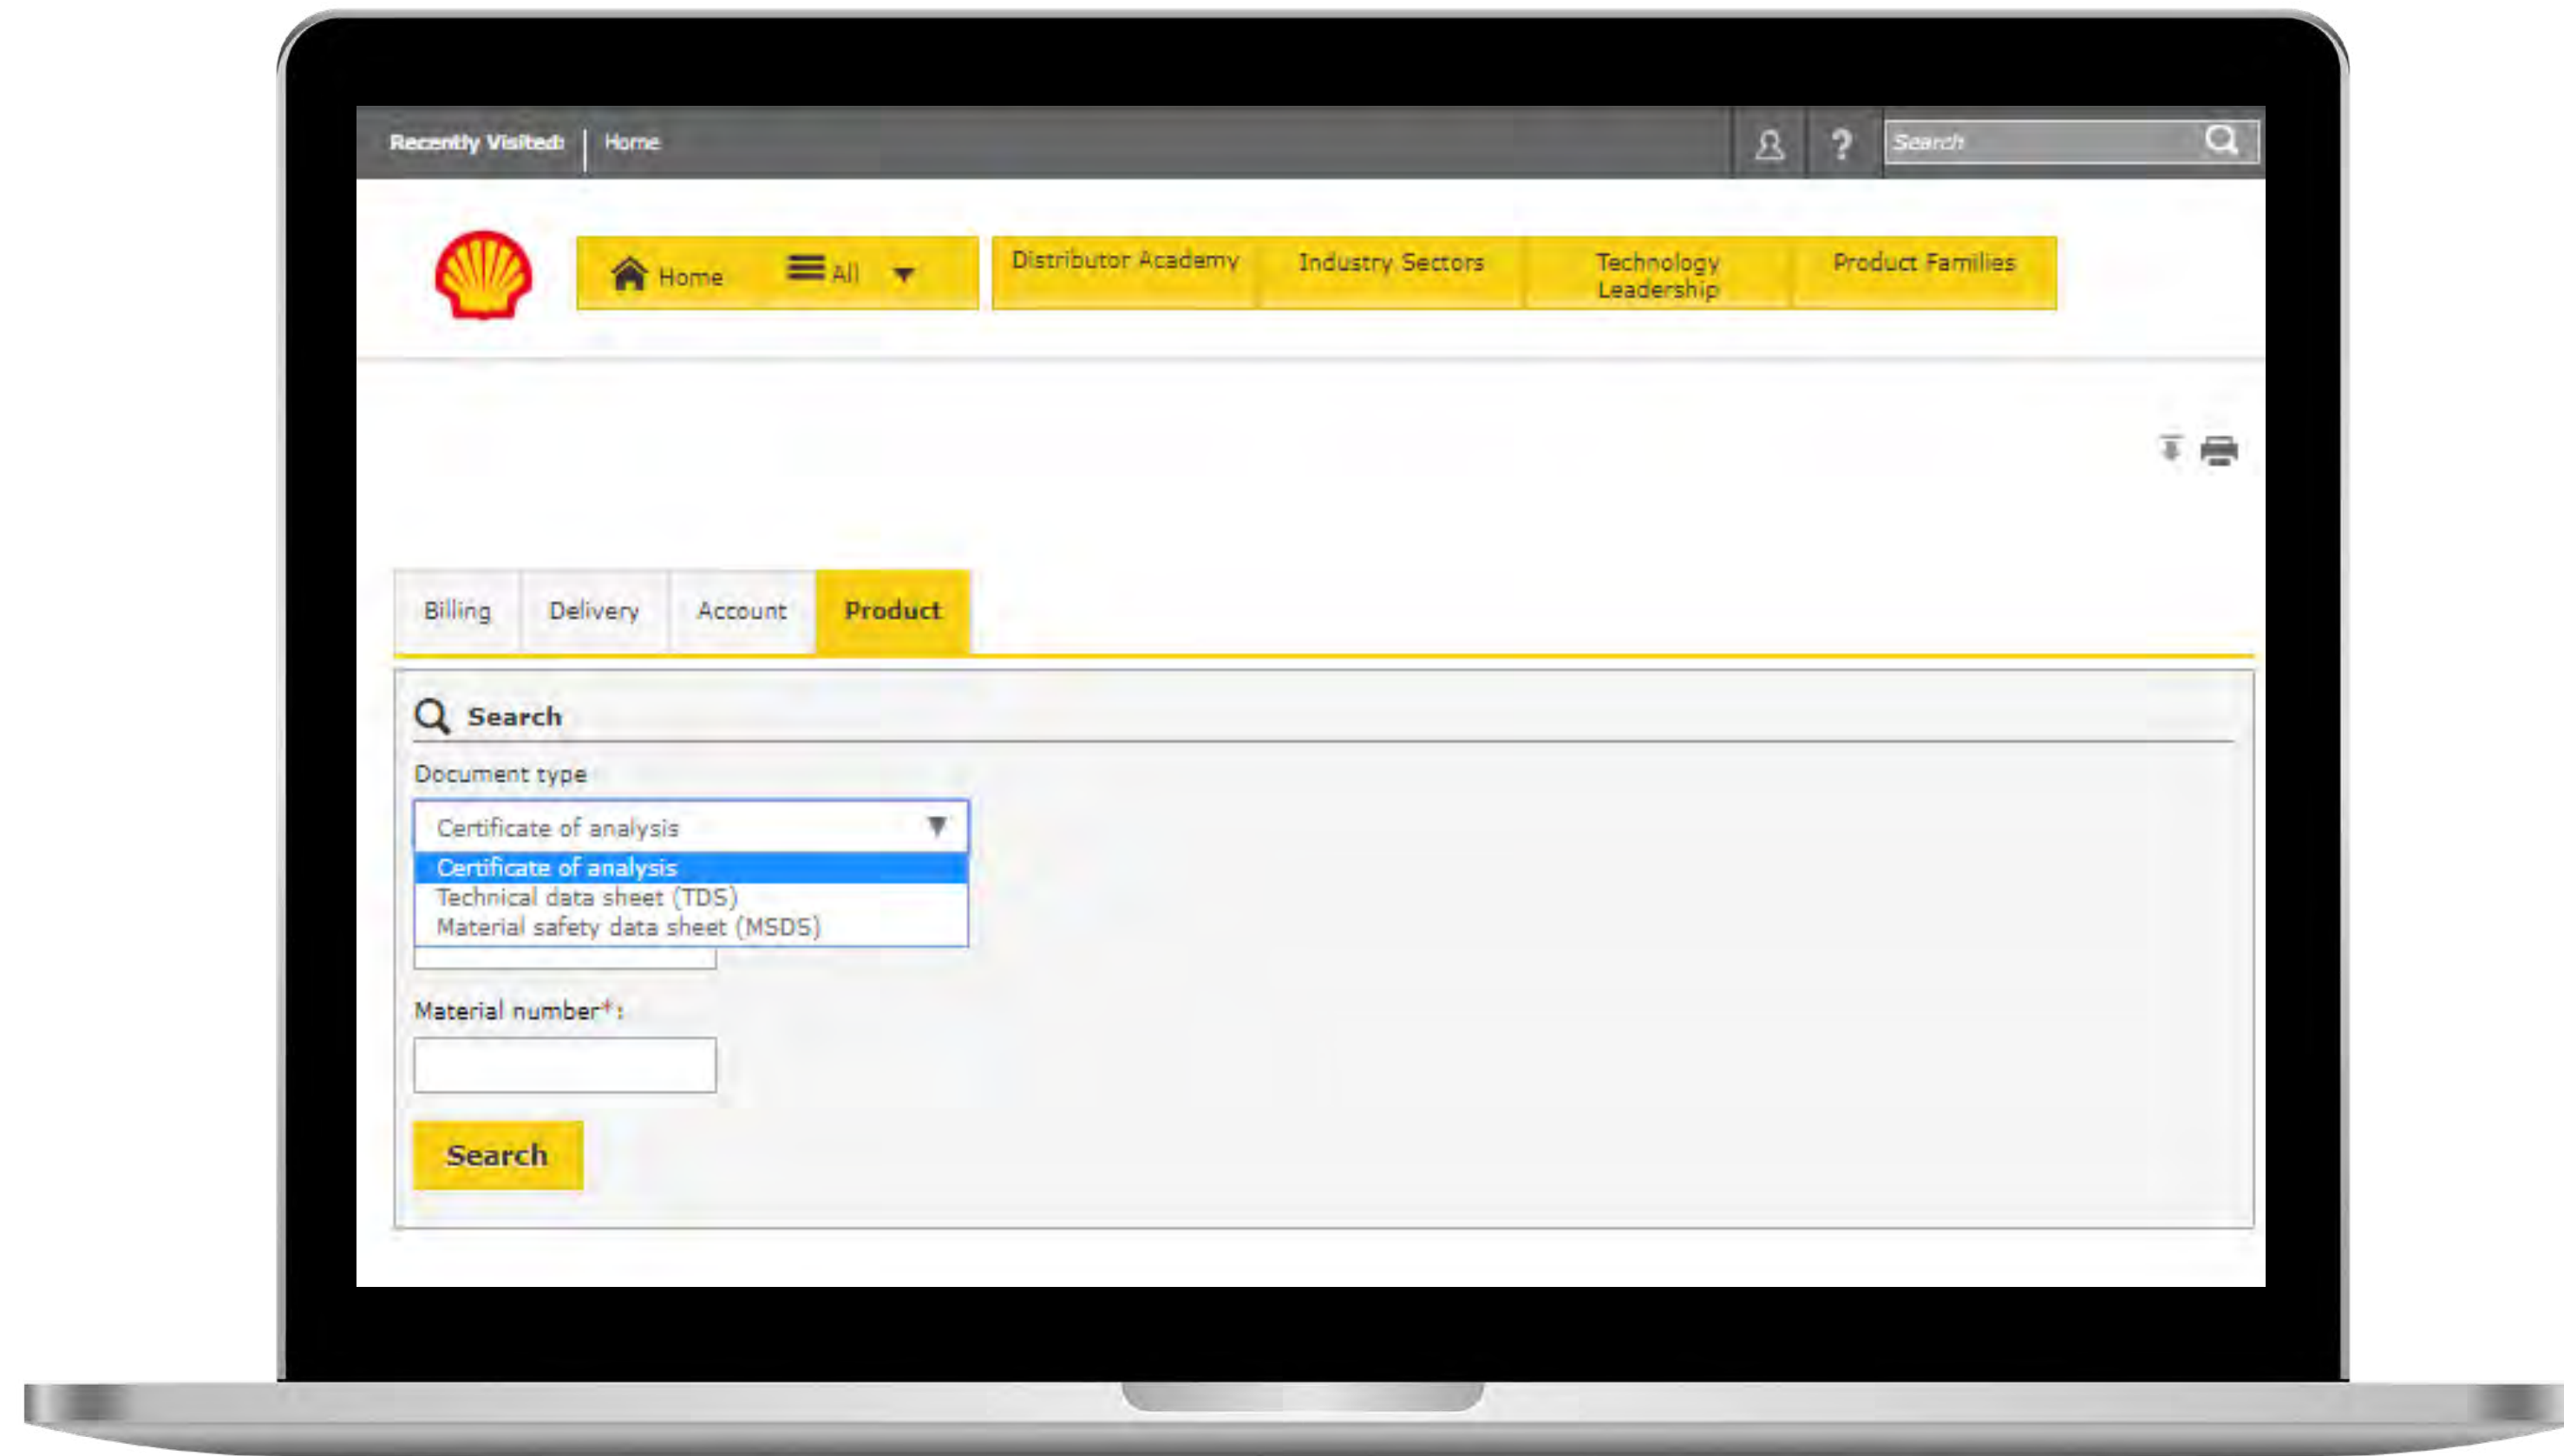 Recently Visited: Home ? Search
Home All Distributor Academy Industry Sectors Technology Leadership Product Families
Billing Delivery Account Product
Search
Document type
Certificate of analysis
Certificate of analysis
Technical data sheet (TDS)
Material safety data sheet (MSDS)
Material number*:
Search